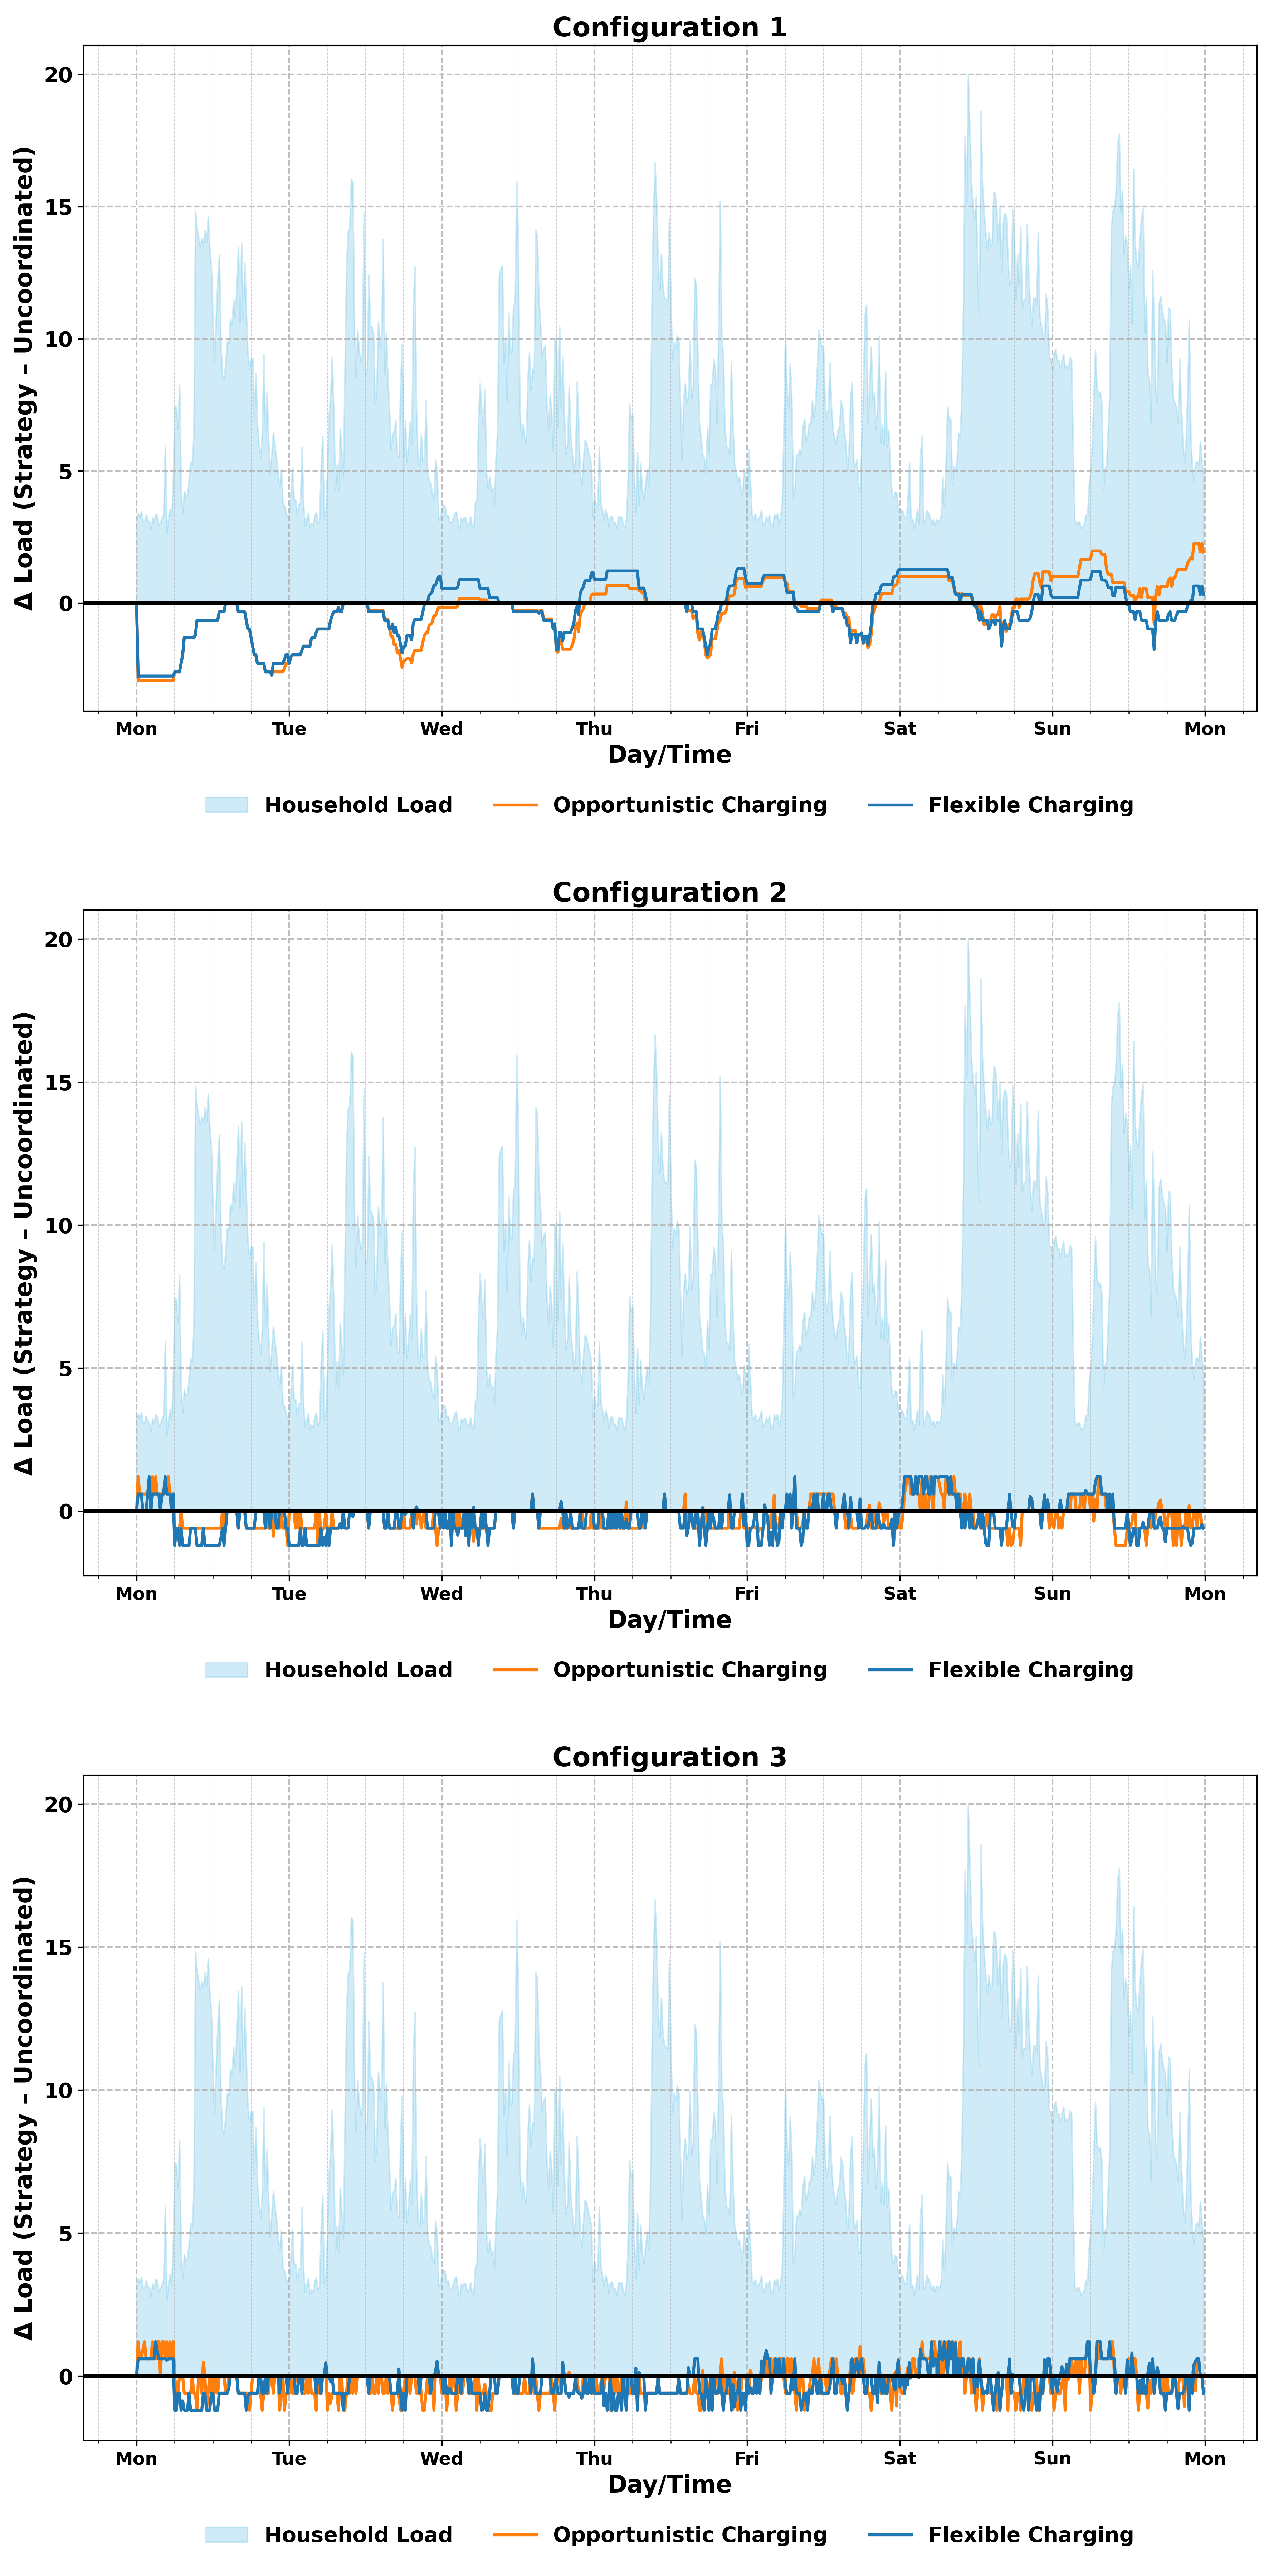 Configuration 1
Δ Load (Strategy – Uncoordinated)
20
15
10
5
0
Mon Tue Wed Thu Fri Sat Sun Mon
Day/Time
Household Load Opportunistic Charging Flexible Charging
Configuration 2
Δ Load (Strategy – Uncoordinated)
20
15
10
5
0
Mon Tue Wed Thu Fri Sat Sun Mon
Day/Time
Household Load Opportunistic Charging Flexible Charging
Configuration 3
Δ Load (Strategy – Uncoordinated)
20
15
10
5
0
Mon Tue Wed Thu Fri Sat Sun Mon
Day/Time
Household Load Opportunistic Charging Flexible Charging